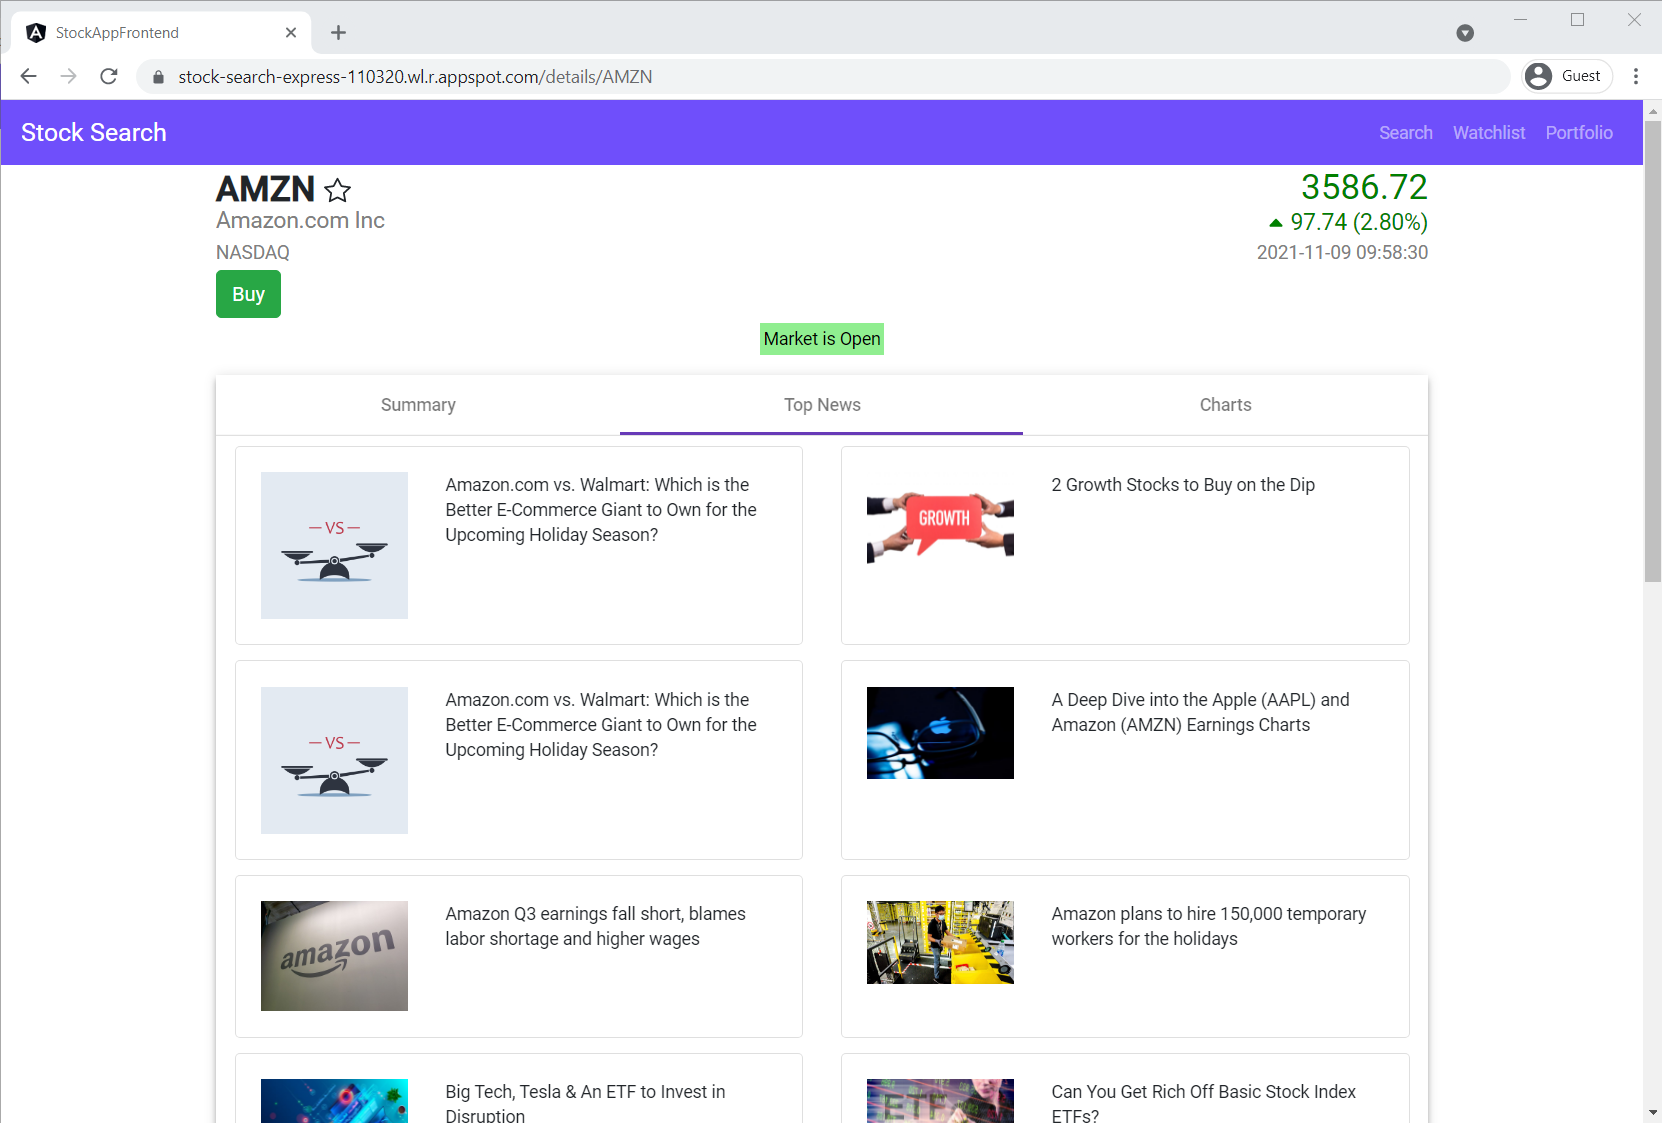 StockAppFrontend
stock-search-express-110320.wl.r.appspot.com/details/AMZN
Guest
Stock Search
Search Watchlist Portfolio
AMZN
3586.72
Amazon.com Inc
97.74 (2.80%)
NASDAQ
2021-11-09 09:58:30
Buy
Market is Open
Summary Top News Charts
VS
Amazon.com vs. Walmart: Which is the
Better E-Commerce Giant to Own for the
Upcoming Holiday Season?
GROWTH
2 Growth Stocks to Buy on the Dip
VS
Amazon.com vs. Walmart: Which is the
Better E-Commerce Giant to Own for the
Upcoming Holiday Season?
A Deep Dive into the Apple (AAPL) and
Amazon (AMZN) Earnings Charts
amazon
Amazon Q3 earnings fall short, blames
labor shortage and higher wages
Amazon plans to hire 150,000 temporary
workers for the holidays
Big Tech, Tesla & An ETF to Invest in
Disruption
ETF
Can You Get Rich Off Basic Stock Index
ETFs?